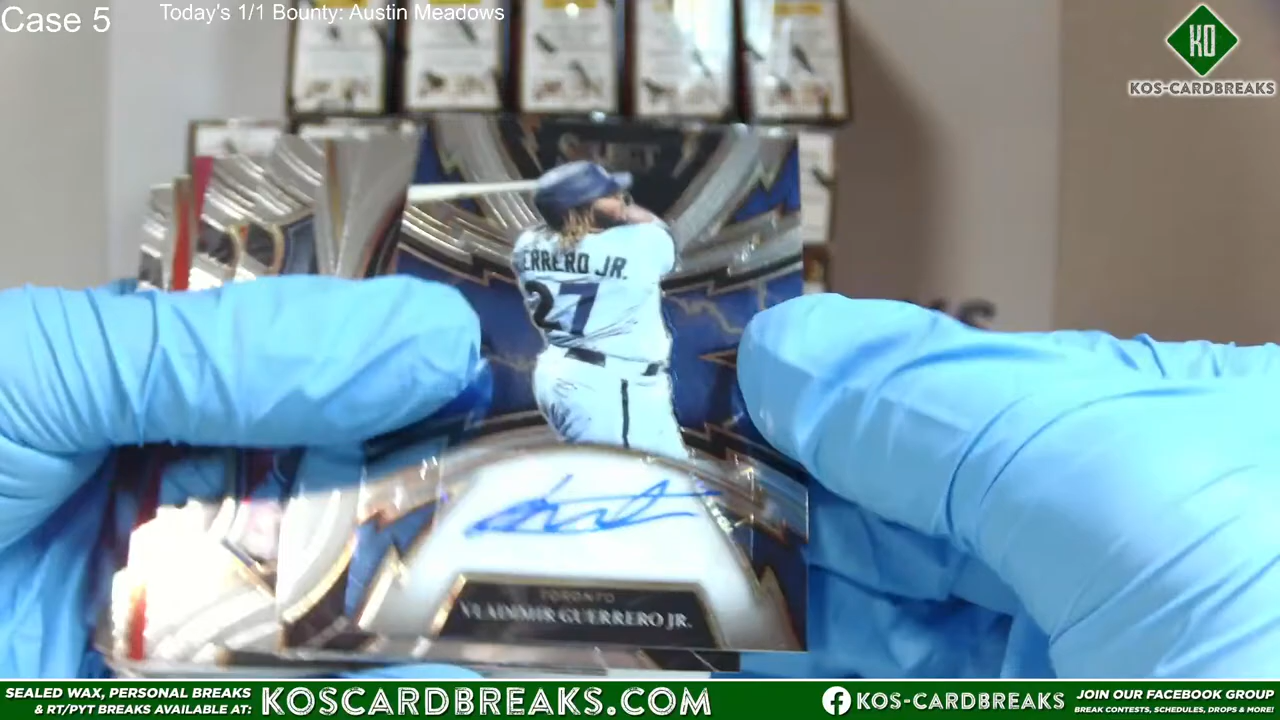 Case 5
Today's 1/1 Bounty: Austin Meadows
KO
KOS-CARDBREAKS
SELECT
ERRERO JR.
27
TORONTO
VLADIMIR GUERRERO JR.
SEALED WAX, PERSONAL BREAKS
& RT/PYT BREAKS AVAILABLE AT:
KOSCARDBREAKS.COM
KOS-CARDBREAKS
JOIN OUR FACEBOOK GROUP
BREAK CONTESTS, SCHEDULES, DROPS & MORE!